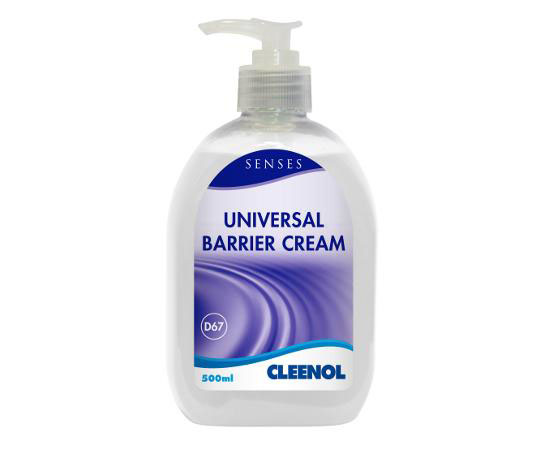 SENSES
UNIVERSAL
BARRIER CREAM
D67
500ml
CLEENOL